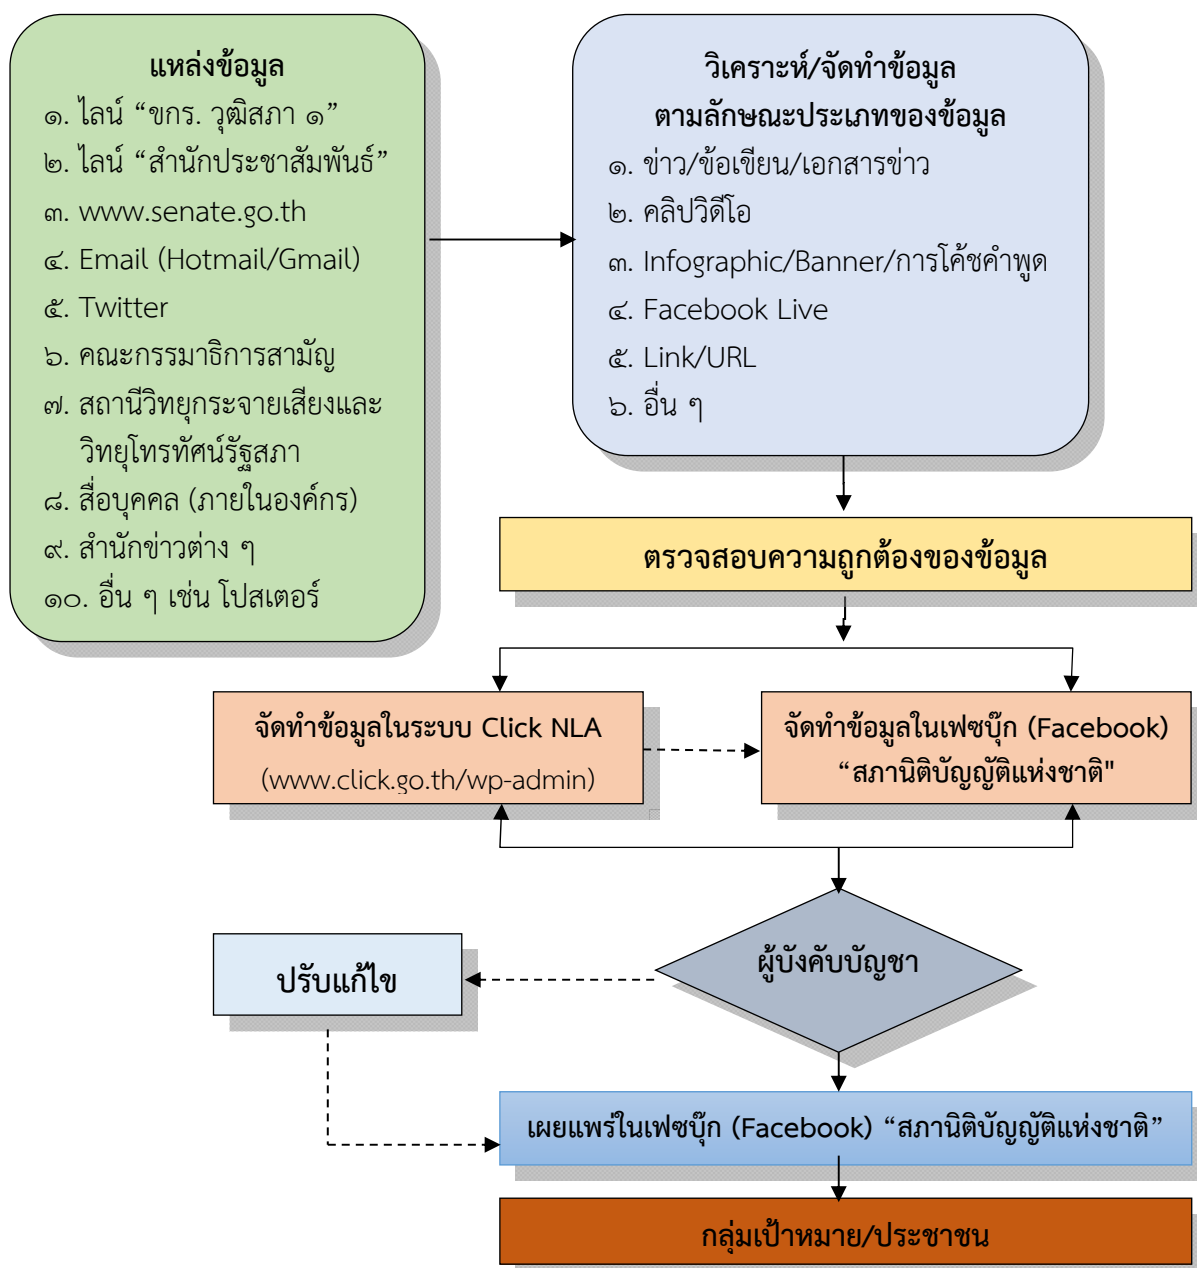 แหล่งข้อมูล
๑. ไลน์ “ขกร. วุฒิสภา ๑”
๒. ไลน์ “สำนักประชาสัมพันธ์”
๓. www.senate.go.th
๔. Email (Hotmail/Gmail)
๕. Twitter
๖. คณะกรรมาธิการสามัญ
๗. สถานีวิทยุกระจายเสียงและ
วิทยุโทรทัศน์รัฐสภา
๘. สื่อบุคคล (ภายในองค์กร)
๙. สำนักข่าวต่าง ๆ
๑๐. อื่น ๆ เช่น โปสเตอร์
วิเคราะห์/จัดทำข้อมูล
ตามลักษณะประเภทของข้อมูล
๑. ข่าว/ข้อเขียน/เอกสารข่าว
๒. คลิปวิดีโอ
๓. Infographic/Banner/การโค้ชคำพูด
๔. Facebook Live
๕. Link/URL
๖. อื่น ๆ
ตรวจสอบความถูกต้องของข้อมูล
จัดทำข้อมูลในระบบ Click NLA
(www.click.go.th/wp-admin)
จัดทำข้อมูลในเฟซบุ๊ก (Facebook)
“สภานิติบัญญัติแห่งชาติ"
ผู้บังคับบัญชา
ปรับแก้ไข
เผยแพร่ในเฟซบุ๊ก (Facebook) “สภานิติบัญญัติแห่งชาติ”
กลุ่มเป้าหมาย/ประชาชน